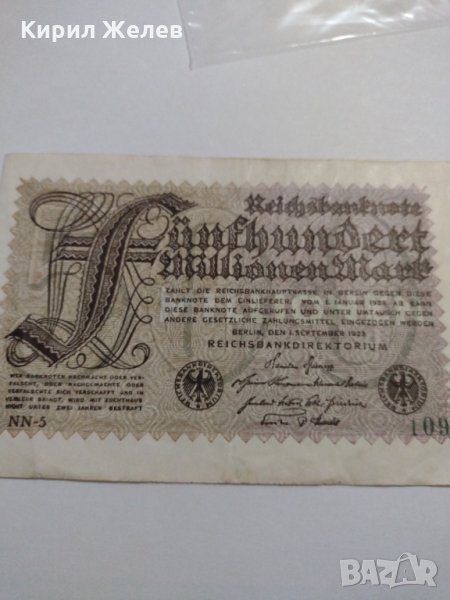 Кирил Желев
Reichsbanknote
Fünfhundert
Millionen Mark
ZAHLT DIE REICHSBANKHAUPTKASSE IN BERLIN GEGEN DIESE
BANKNOTE DEM EINLIEFERER. VOM 1. JANUAR 1924 AB KANN
DIESE BANKNOTE AUFGERUFEN UND UNTER UMTAUSCH GEGEN
ANDERE GESETZLICHE ZAHLUNGSMITTEL EINGEZOGEN WERDEN
BERLIN, DEN 1. SEPTEMBER 1923
REICHSBANKDIREKTORIUM
WER BANKNOTEN NACHMACHT ODER VER-
FÄLSCHT, ODER NACHGEMACHTE ODER
VERFÄLSCHTE SICH VERSCHAFFT UND IN
VERKEHR BRINGT, WIRD MIT ZUCHTHAUS
NICHT UNTER ZWEI JAHREN BESTRAFT
NN-5
109
bazar